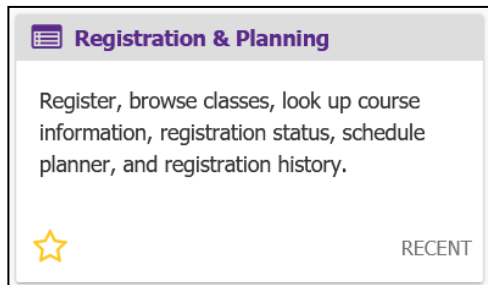 Registration & Planning
Register, browse classes, look up course
information, registration status, schedule
planner, and registration history.
RECENT